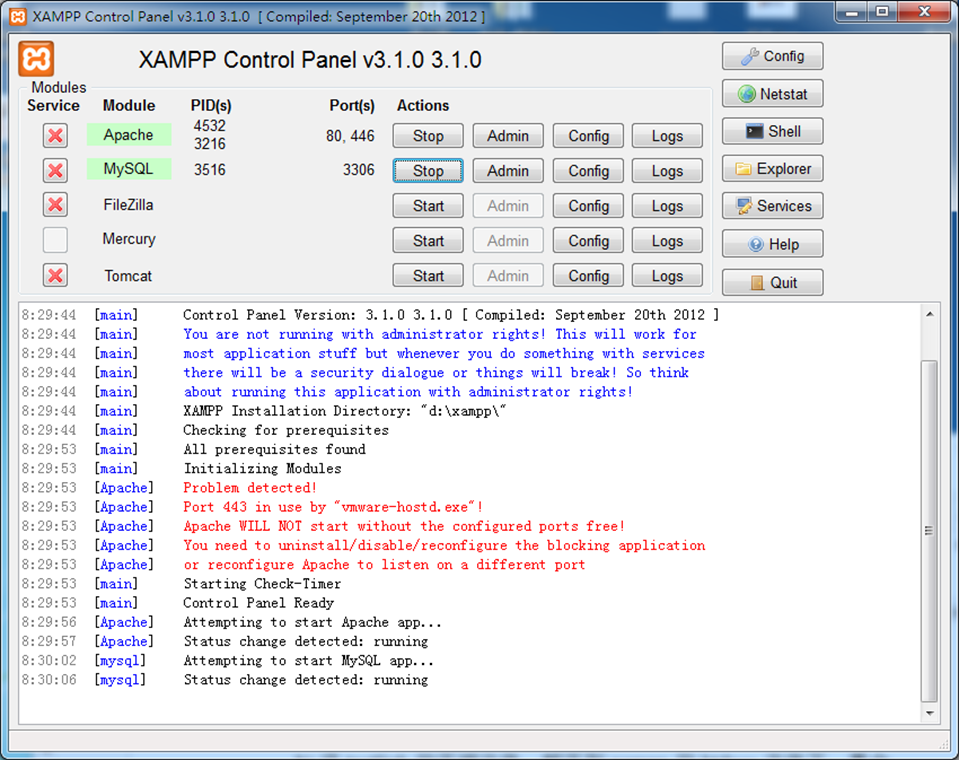 XAMPP Control Panel v3.1.0 3.1.0 [ Compiled: September 20th 2012 ]
XAMPP Control Panel v3.1.0 3.1.0
Config
Modules
Service Module PID(s) Port(s) Actions
Netstat
Apache 4532 3216 80, 446 Stop Admin Config Logs
Shell
MySQL 3516 3306 Stop Admin Config Logs
Explorer
FileZilla Start Admin Config Logs
Services
Mercury Start Admin Config Logs
Help
Tomcat Start Admin Config Logs
Quit
8:29:44 [main] Control Panel Version: 3.1.0 3.1.0 [ Compiled: September 20th 2012 ]
8:29:44 [main] You are not running with administrator rights! This will work for
8:29:44 [main] most application stuff but whenever you do something with services
8:29:44 [main] there will be a security dialogue or things will break! So think
8:29:44 [main] about running this application with administrator rights!
8:29:44 [main] XAMPP Installation Directory: "d:\xampp\"
8:29:44 [main] Checking for prerequisites
8:29:53 [main] All prerequisites found
8:29:53 [main] Initializing Modules
8:29:53 [Apache] Problem detected!
8:29:53 [Apache] Port 443 in use by "vmware-hostd.exe"!
8:29:53 [Apache] Apache WILL NOT start without the configured ports free!
8:29:53 [Apache] You need to uninstall/disable/reconfigure the blocking application
8:29:53 [Apache] or reconfigure Apache to listen on a different port
8:29:53 [main] Starting Check-Timer
8:29:53 [main] Control Panel Ready
8:29:56 [Apache] Attempting to start Apache app...
8:29:57 [Apache] Status change detected: running
8:30:02 [mysql] Attempting to start MySQL app...
8:30:06 [mysql] Status change detected: running